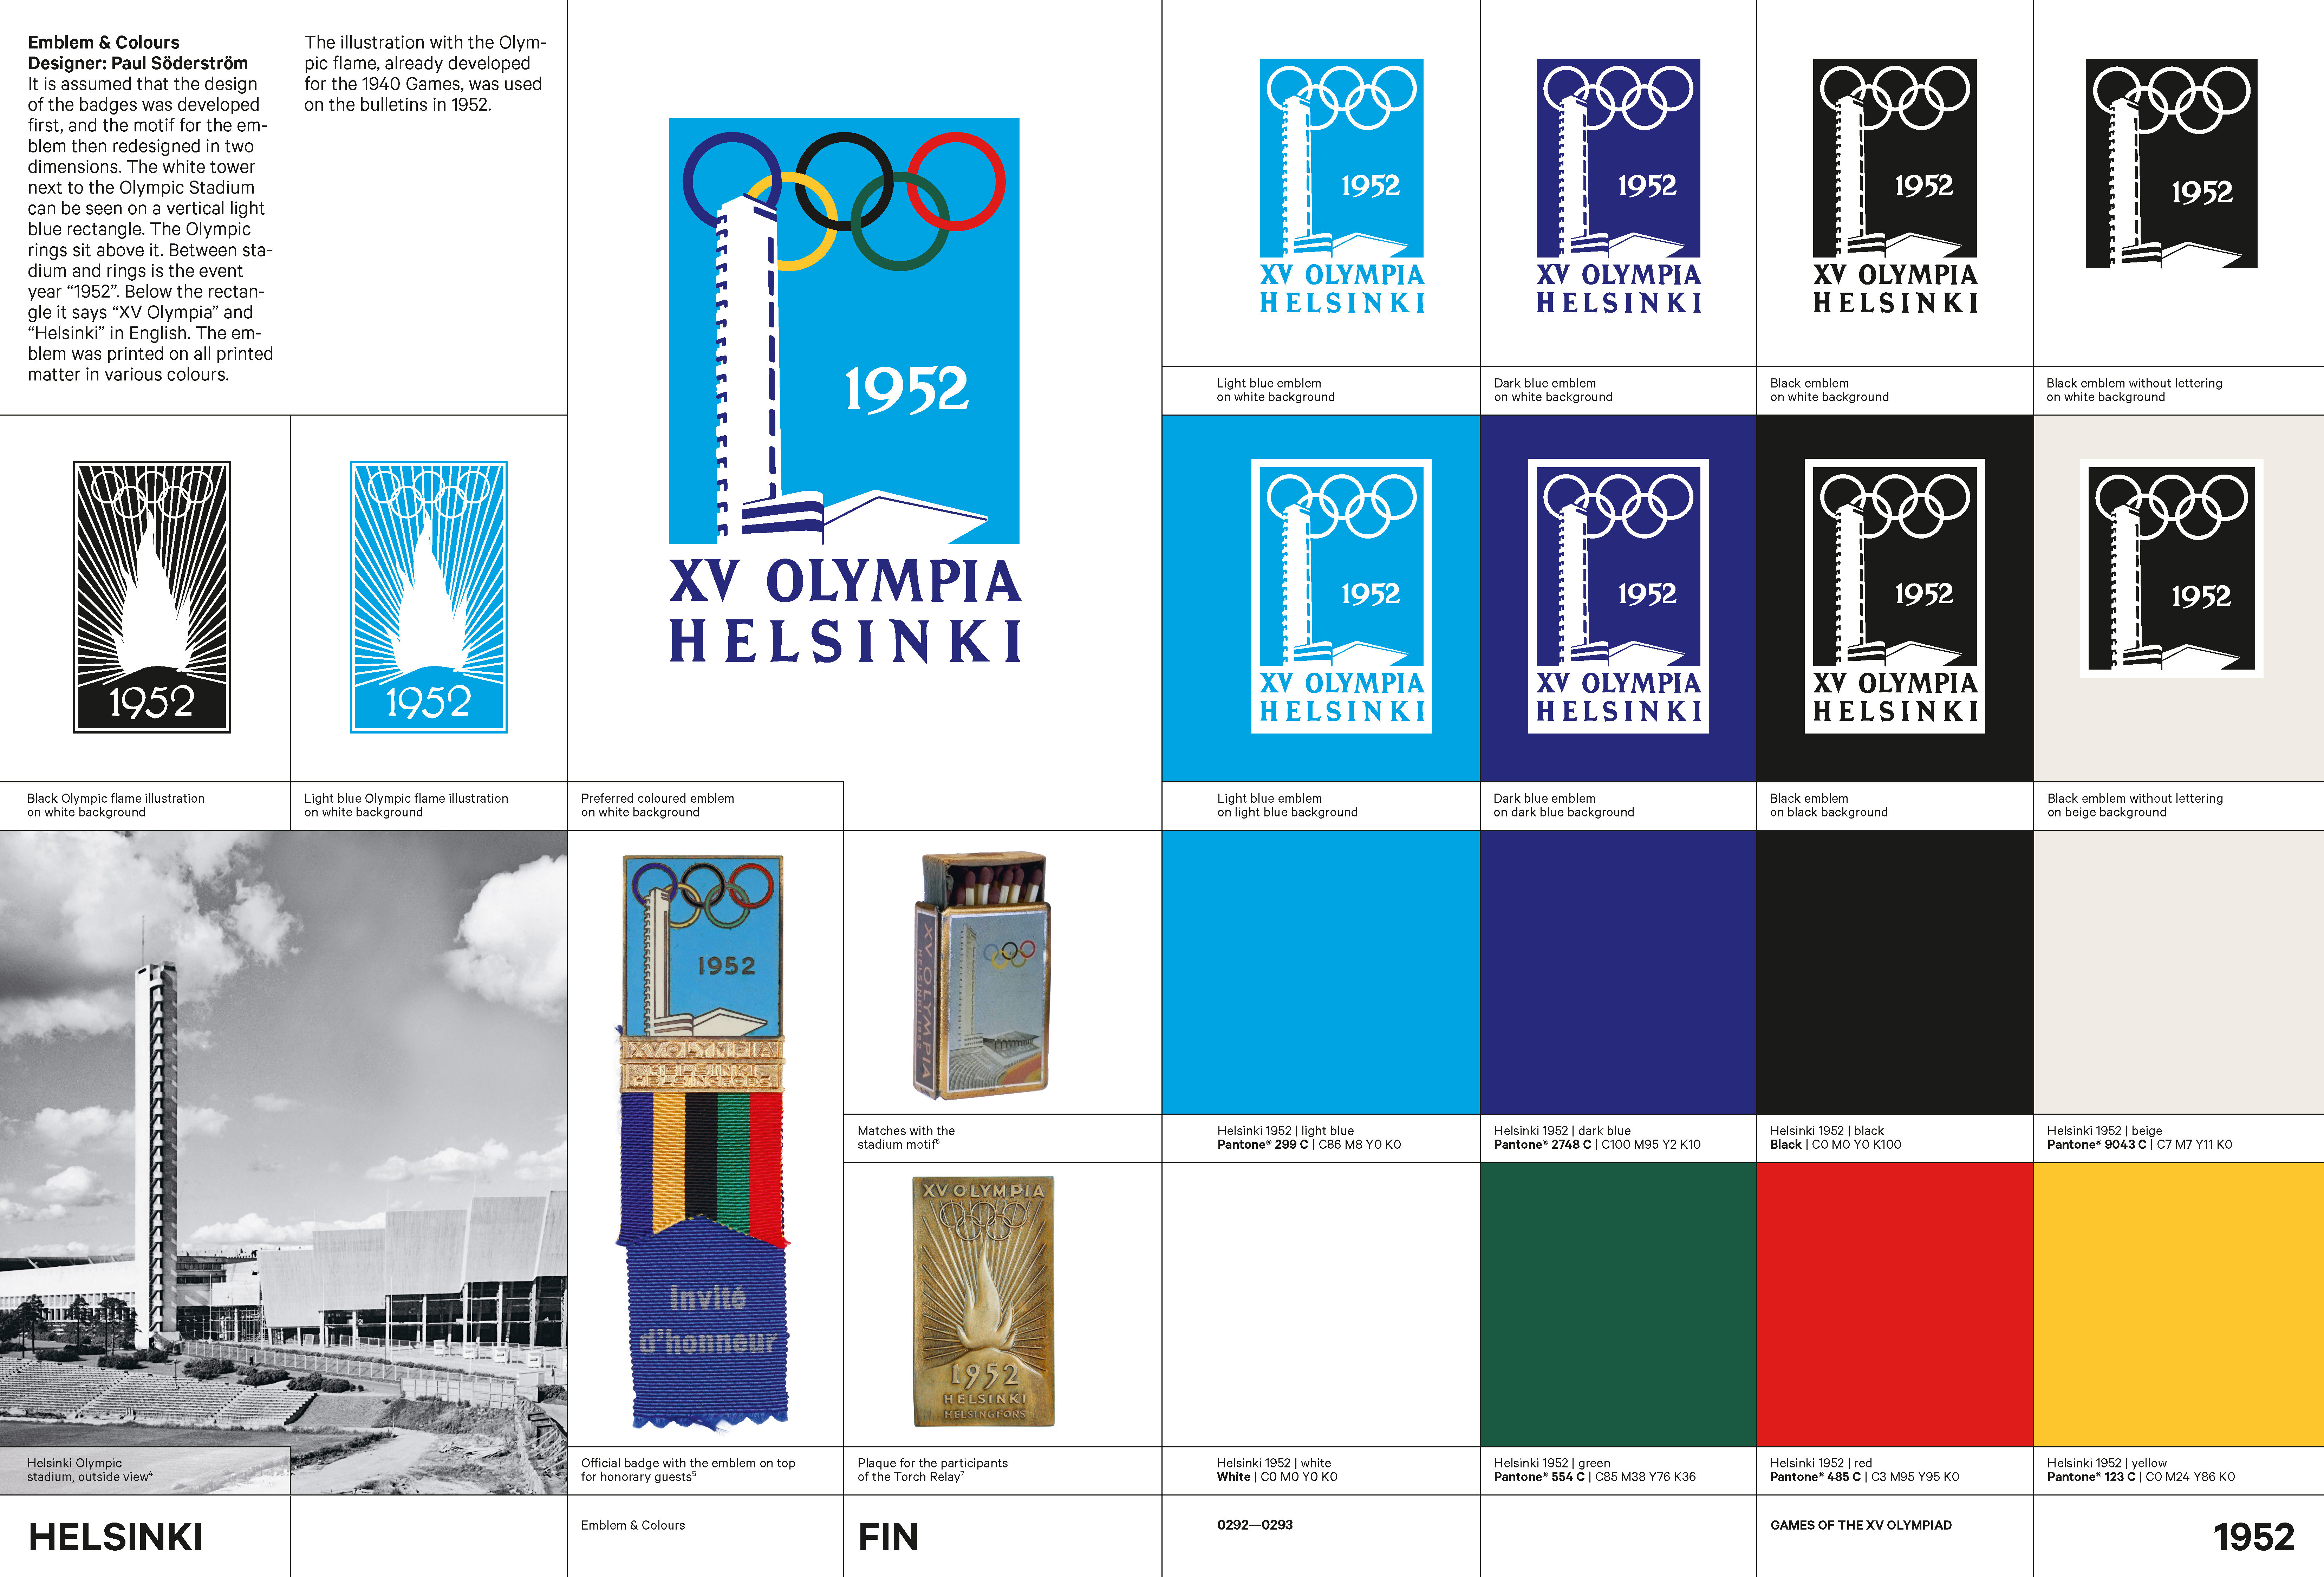 Emblem & Colours
Designer: Paul Söderström
It is assumed that the design
of the badges was developed
first, and the motif for the em-
blem then redesigned in two
dimensions. The white tower
next to the Olympic Stadium
can be seen on a vertical light
blue rectangle. The Olympic
rings sit above it. Between sta-
dium and rings is the event
year “1952”. Below the rectan-
gle it says “XV Olympia” and
“Helsinki” in English. The em-
blem was printed on all printed
matter in various colours.
The illustration with the Olym-
pic flame, already developed
for the 1940 Games, was used
on the bulletins in 1952.
1952
XV OLYMPIA
HELSINKI
1952
XV OLYMPIA
HELSINKI
1952
XV OLYMPIA
HELSINKI
1952
XV OLYMPIA
HELSINKI
1952
Light blue emblem
on white background
Dark blue emblem
on white background
Black emblem
on white background
Black emblem without lettering
on white background
1952
1952
1952
XV OLYMPIA
HELSINKI
1952
XV OLYMPIA
HELSINKI
1952
XV OLYMPIA
HELSINKI
1952
Black Olympic flame illustration
on white background
Light blue Olympic flame illustration
on white background
Preferred coloured emblem
on white background
Light blue emblem
on light blue background
Dark blue emblem
on dark blue background
Black emblem
on black background
Black emblem without lettering
on beige background
1952
XV OLYMPIA
HELSINKI
HELSINGFORS
Invité
d'honneur
XV OLYMPIA
HELSINKI 1952
Matches with the
stadium motif⁶
Helsinki 1952 | light blue
Pantone® 299 C | C86 M8 Y0 K0
Helsinki 1952 | dark blue
Pantone® 2748 C | C100 M95 Y2 K10
Helsinki 1952 | black
Black | C0 M0 Y0 K100
Helsinki 1952 | beige
Pantone® 9043 C | C7 M7 Y11 K0
XV OLYMPIA
1952
HELSINKI
HELSINGFORS
Helsinki Olympic
stadium, outside view⁴
Official badge with the emblem on top
for honorary guests⁵
Plaque for the participants
of the Torch Relay⁷
Helsinki 1952 | white
White | C0 M0 Y0 K0
Helsinki 1952 | green
Pantone® 554 C | C85 M38 Y76 K36
Helsinki 1952 | red
Pantone® 485 C | C3 M95 Y95 K0
Helsinki 1952 | yellow
Pantone® 123 C | C0 M24 Y86 K0
HELSINKI
Emblem & Colours
FIN
0292—0293
GAMES OF THE XV OLYMPIAD
1952